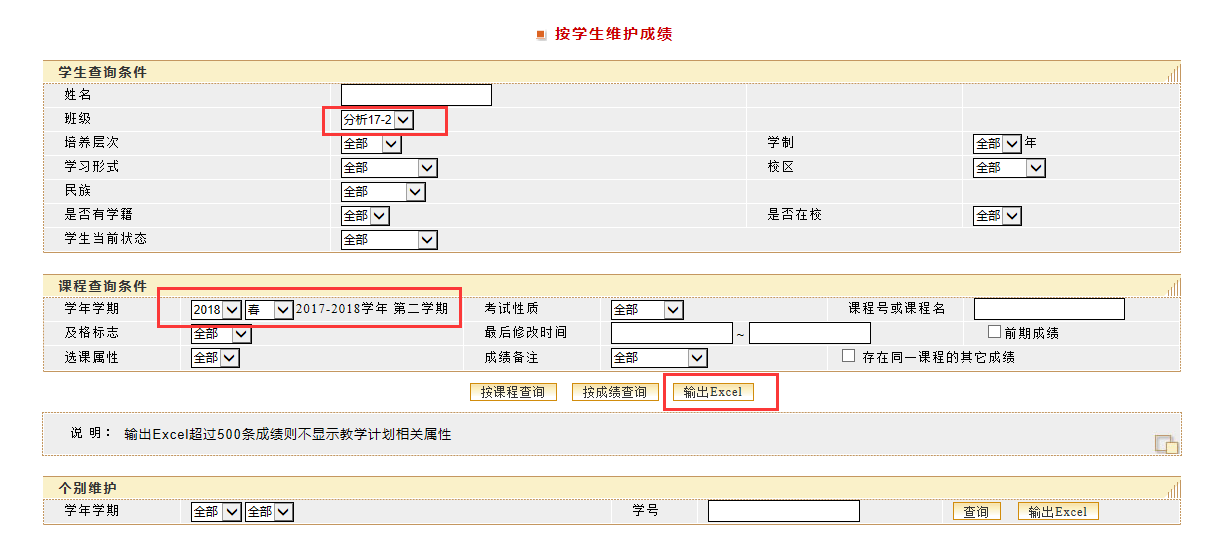 按学生维护成绩
学生查询条件
姓名
班级 分析17-2
培养层次 全部 学制 全部 年
学习形式 全部 校区 全部
民族 全部
是否有学籍 全部 是否在校 全部
学生当前状态 全部
课程查询条件
学年学期 2018 春 2017-2018学年 第二学期 考试性质 全部 课程号或课程名
及格标志 全部 最后修改时间 ~ 前期成绩
选课属性 全部 成绩备注 全部 存在同一课程的其它成绩
按课程查询 按成绩查询 输出Excel
说 明： 输出Excel超过500条成绩则不显示教学计划相关属性
个别维护
学年学期 全部 全部 学号 查询 输出Excel